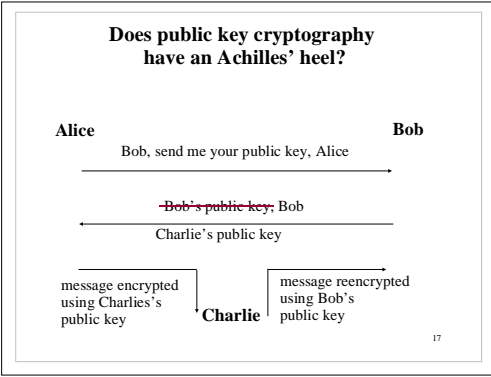 Does public key cryptography
have an Achilles' heel?
Alice
Bob
Bob, send me your public key, Alice
Bob's public key, Bob
Charlie's public key
message encrypted
using Charlies's
public key
Charlie
message reencrypted
using Bob's
public key
17